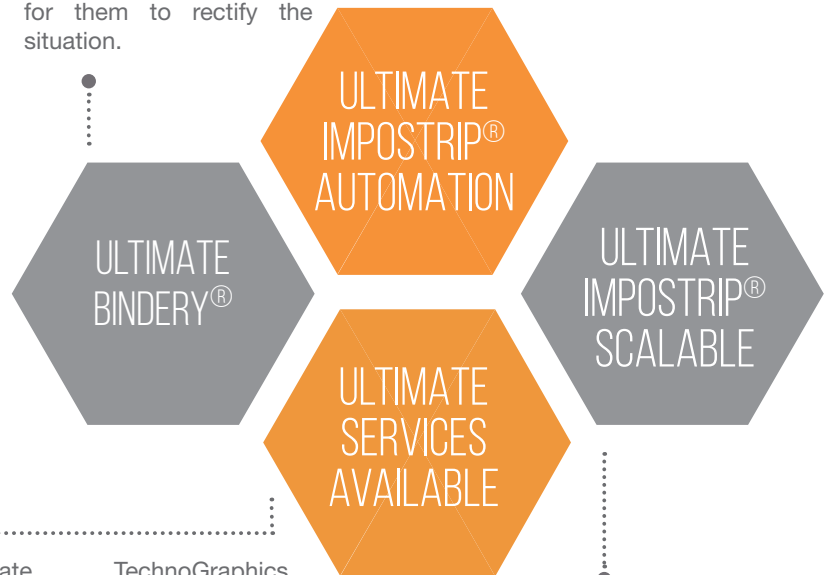 for them to rectify the
situation.
ULTIMATE
IMPOSTRIP®
AUTOMATION
ULTIMATE
BINDERY®
ULTIMATE
IMPOSTRIP®
SCALABLE
ULTIMATE
SERVICES
AVAILABLE
TechnoGraphics